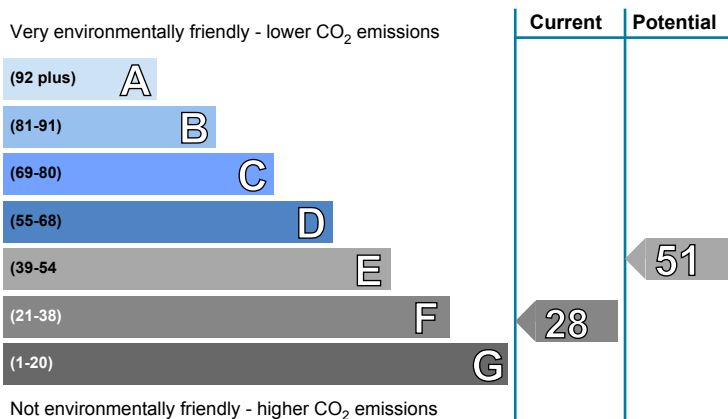 Current Potential
Very environmentally friendly - lower CO2 emissions
(92 plus) A
(81-91) B
(69-80) C
(55-68) D
(39-54 E
51
(21-38) F
28
(1-20) G
Not environmentally friendly - higher CO2 emissions